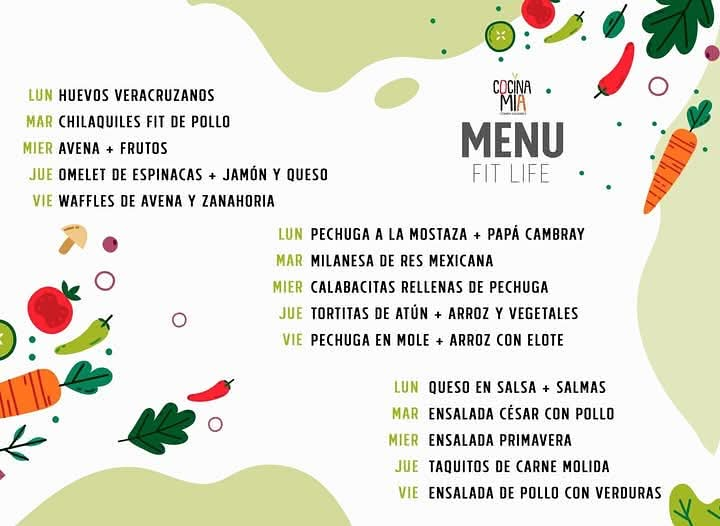 COCINA
MIA
MENU
FIT LIFE
LUN HUEVOS VERACRUZANOS
MAR CHILAQUILES FIT DE POLLO
MIER AVENA + FRUTOS
JUE OMELET DE ESPINACAS + JAMÓN Y QUESO
VIE WAFFLES DE AVENA Y ZANAHORIA
LUN PECHUGA A LA MOSTAZA + PAPÁ CAMBRAY
MAR MILANESA DE RES MEXICANA
MIER CALABACITAS RELLENAS DE PECHUGA
JUE TORTITAS DE ATÚN + ARROZ Y VEGETALES
VIE PECHUGA EN MOLE + ARROZ CON ELOTE
LUN QUESO EN SALSA + SALMAS
MAR ENSALADA CÉSAR CON POLLO
MIER ENSALADA PRIMAVERA
JUE TAQUITOS DE CARNE MOLIDA
VIE ENSALADA DE POLLO CON VERDURAS